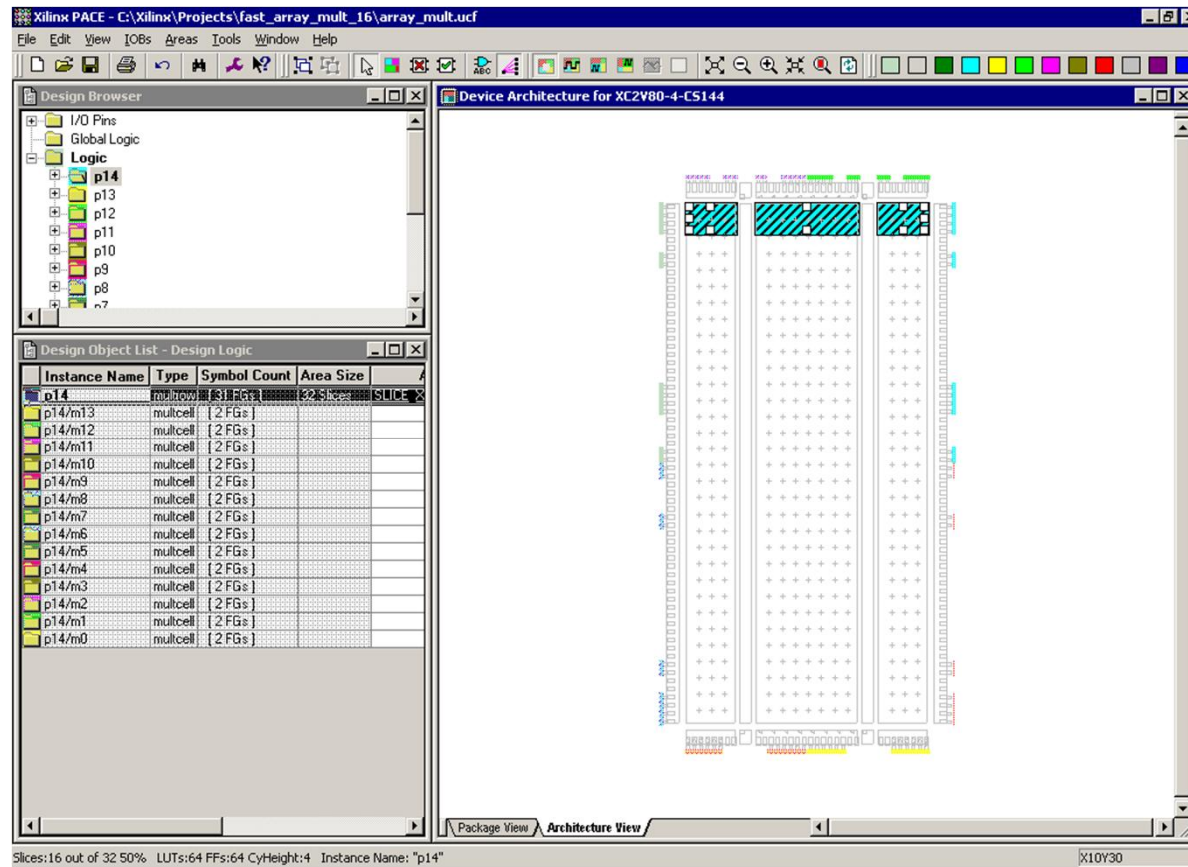 Xilinx PACE - C:\Xilinx\Projects\fast_array_mult_16\array_mult.ucf
File Edit View IOBs Areas Tools Window Help
ABC
Design Browser
I/O Pins
Global Logic
Logic
p14
p13
p12
p11
p10
p9
p8
p7
Design Object List - Design Logic
Instance Name Type Symbol Count Area Size
p14 multrow [ 31 FGs ] 32 Slices SLICE_X
p14/m13 multcell [ 2 FGs ]
p14/m12 multcell [ 2 FGs ]
p14/m11 multcell [ 2 FGs ]
p14/m10 multcell [ 2 FGs ]
p14/m9 multcell [ 2 FGs ]
p14/m8 multcell [ 2 FGs ]
p14/m7 multcell [ 2 FGs ]
p14/m6 multcell [ 2 FGs ]
p14/m5 multcell [ 2 FGs ]
p14/m4 multcell [ 2 FGs ]
p14/m3 multcell [ 2 FGs ]
p14/m2 multcell [ 2 FGs ]
p14/m1 multcell [ 2 FGs ]
p14/m0 multcell [ 2 FGs ]
Device Architecture for XC2V80-4-CS144
Package View Architecture View
Slices:16 out of 32 50% LUTs:64 FFs:64 CyHeight:4 Instance Name: "p14" X10Y30